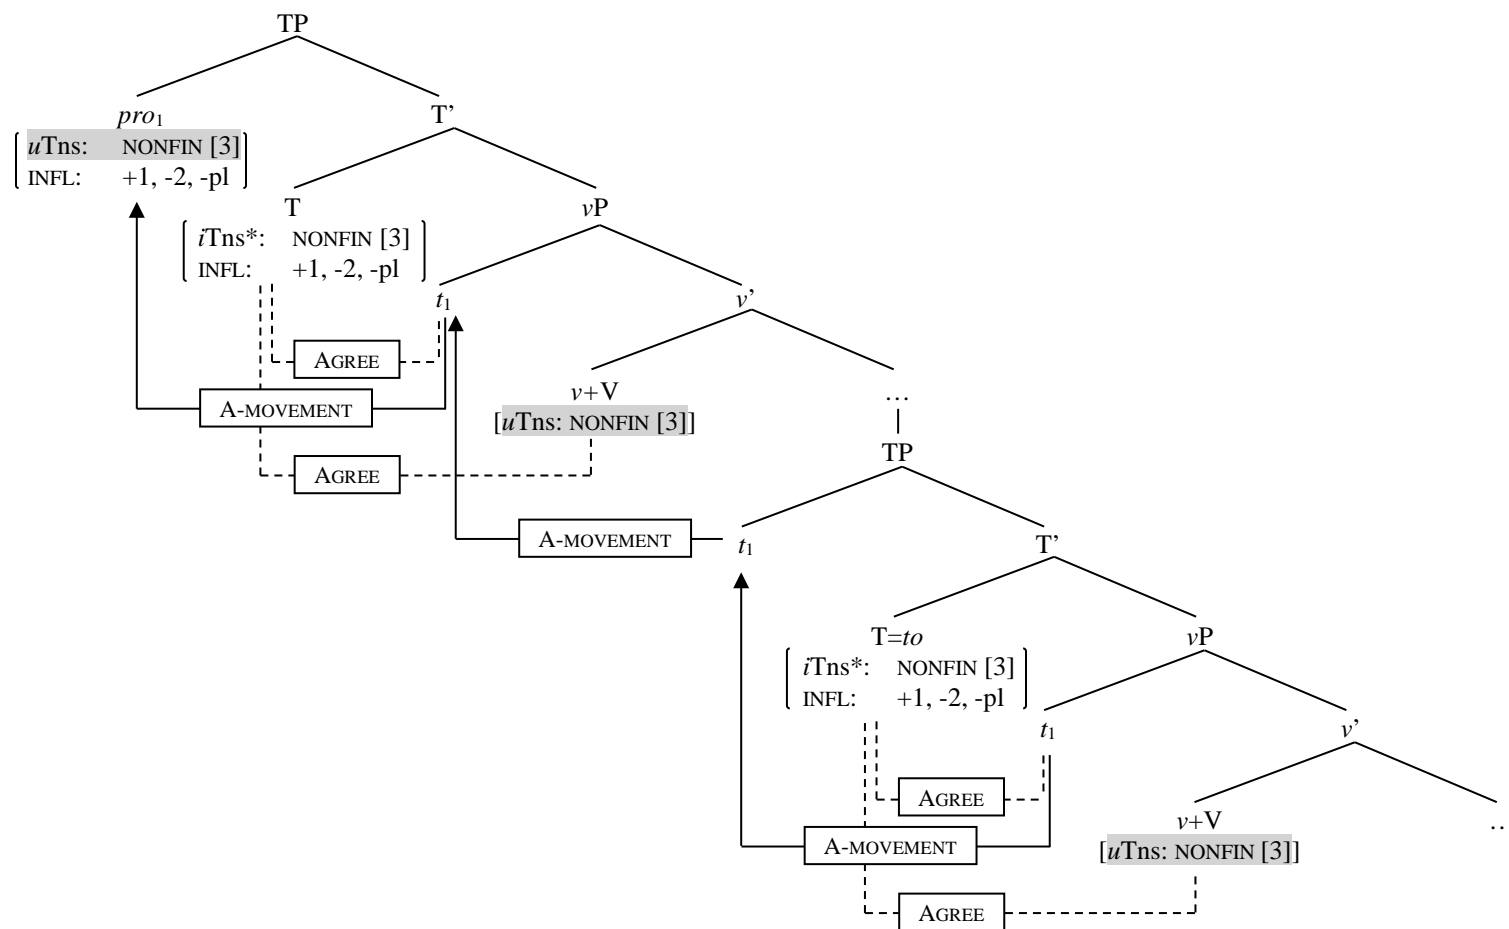 TP
pro1 T’
uTns: NONFIN [3]
INFL: +1, -2, -pl
T vP
iTns*: NONFIN [3]
INFL: +1, -2, -pl
t1 v’
AGREE
v+V …
A-MOVEMENT
[uTns: NONFIN [3]]
TP
AGREE
A-MOVEMENT t1 T’
T=to vP
iTns*: NONFIN [3]
INFL: +1, -2, -pl
t1 v’
AGREE
v+V ..
A-MOVEMENT [uTns: NONFIN [3]]
AGREE